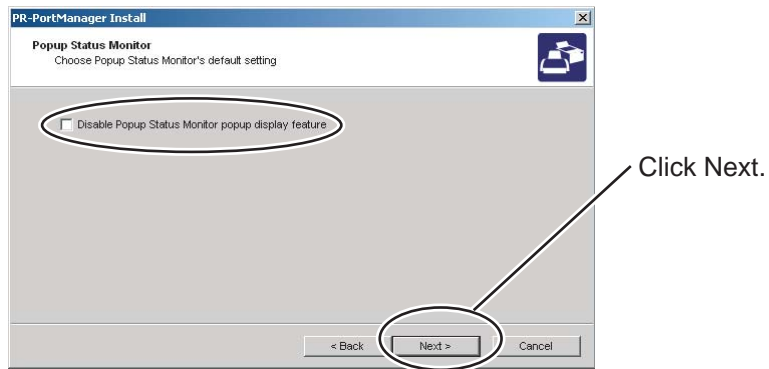 PR-PortManager Install
Popup Status Monitor
Choose Popup Status Monitor's default setting
Disable Popup Status Monitor popup display feature
Click Next.
< Back
Next >
Cancel